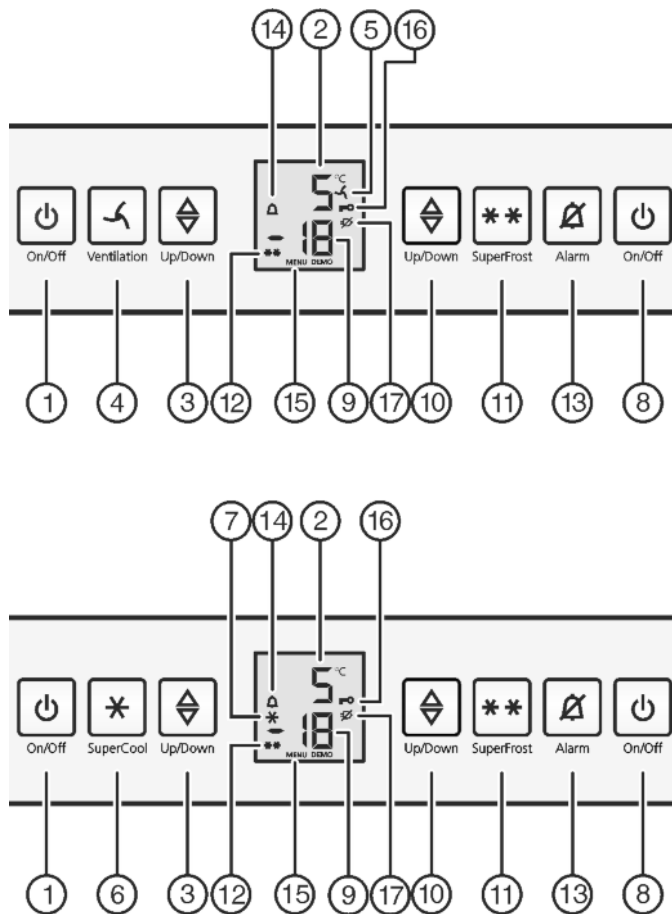 14 2 5 16
5 °C
18
MENU DEMO
On/Off Ventilation Up/Down Up/Down SuperFrost Alarm On/Off
1 4 3 12 15 9 17 10 11 13 8
7 14 2 16
5 °C
18
MENU DEMO
On/Off SuperCool Up/Down Up/Down SuperFrost Alarm On/Off
1 6 3 12 15 9 17 10 11 13 8